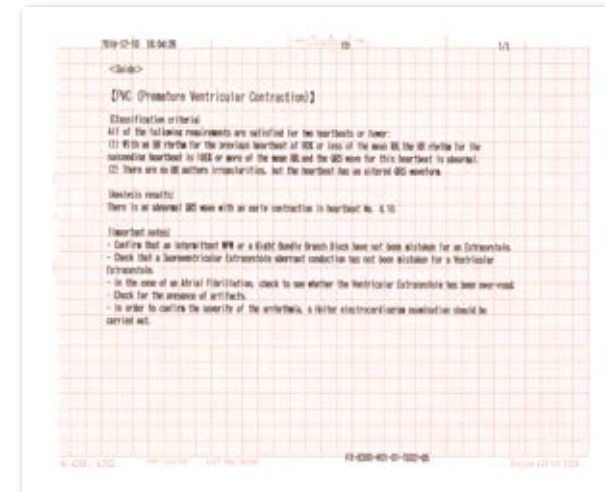 10:04:26 1/1
<Guide>
[PVC (Premature Ventricular Contraction)]
[Classification criteria]
All of the following requirements are satisfied for two heartbeats or fewer:
(1) With an RR rhythm for the previous heartbeat of or less of the mean RR, the RR rhythm for the
succeeding heartbeat is or more of the mean RR, and the QRS wave for this heartbeat is abnormal.
(2) There are no RR pattern irregularities, but the heartbeat has an altered QRS waveform.
[Analysis results]
There is an abnormal QRS wave with an early contraction in heartbeat No.
[Important notes]
- Confirm that an intermittent WPW or a Right Bundle Branch Block have not been mistaken for an Extrasystole.
- Check that a Supraventricular Extrasystole aberrant conduction has not been mistaken for a Ventricular
Extrasystole.
- In the case of an Atrial Fibrillation, check to see whether the Ventricular Extrasystole has been over-read.
- Check for the presence of artifacts.
- In order to confirm the severity of the arrhythmia, a Holter electrocardiogram examination should be
carried out.
CO., LTD